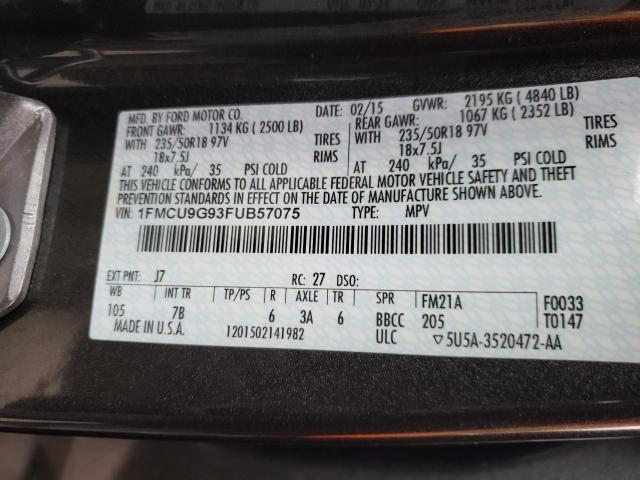 MFD. BY FORD MOTOR CO. DATE: 02/15 GVWR: 2195 KG ( 4840 LB)
FRONT GAWR: 1134 KG ( 2500 LB) REAR GAWR: 1067 KG ( 2352 LB)
WITH 235/50R18 97V TIRES WITH 235/50R18 97V TIRES
18x7.5J RIMS 18x7.5J RIMS
AT 240 kPa/ 35 PSI COLD AT 240 kPa/ 35 PSI COLD
THIS VEHICLE CONFORMS TO ALL APPLICABLE FEDERAL MOTOR VEHICLE SAFETY AND THEFT
PREVENTION STANDARDS IN EFFECT ON THE DATE OF MANUFACTURE SHOWN ABOVE.
VIN: 1FMCU9G93FUB57075 TYPE: MPV
EXT PNT: J7 RC: 27 DSO:
WB INT TR TP/PS R AXLE TR SPR FM21A F0033
105 7B 6 3A 6 BBCC 205 T0147
MADE IN U.S.A. 1201502141982 ULC ▽5U5A-3520472-AA